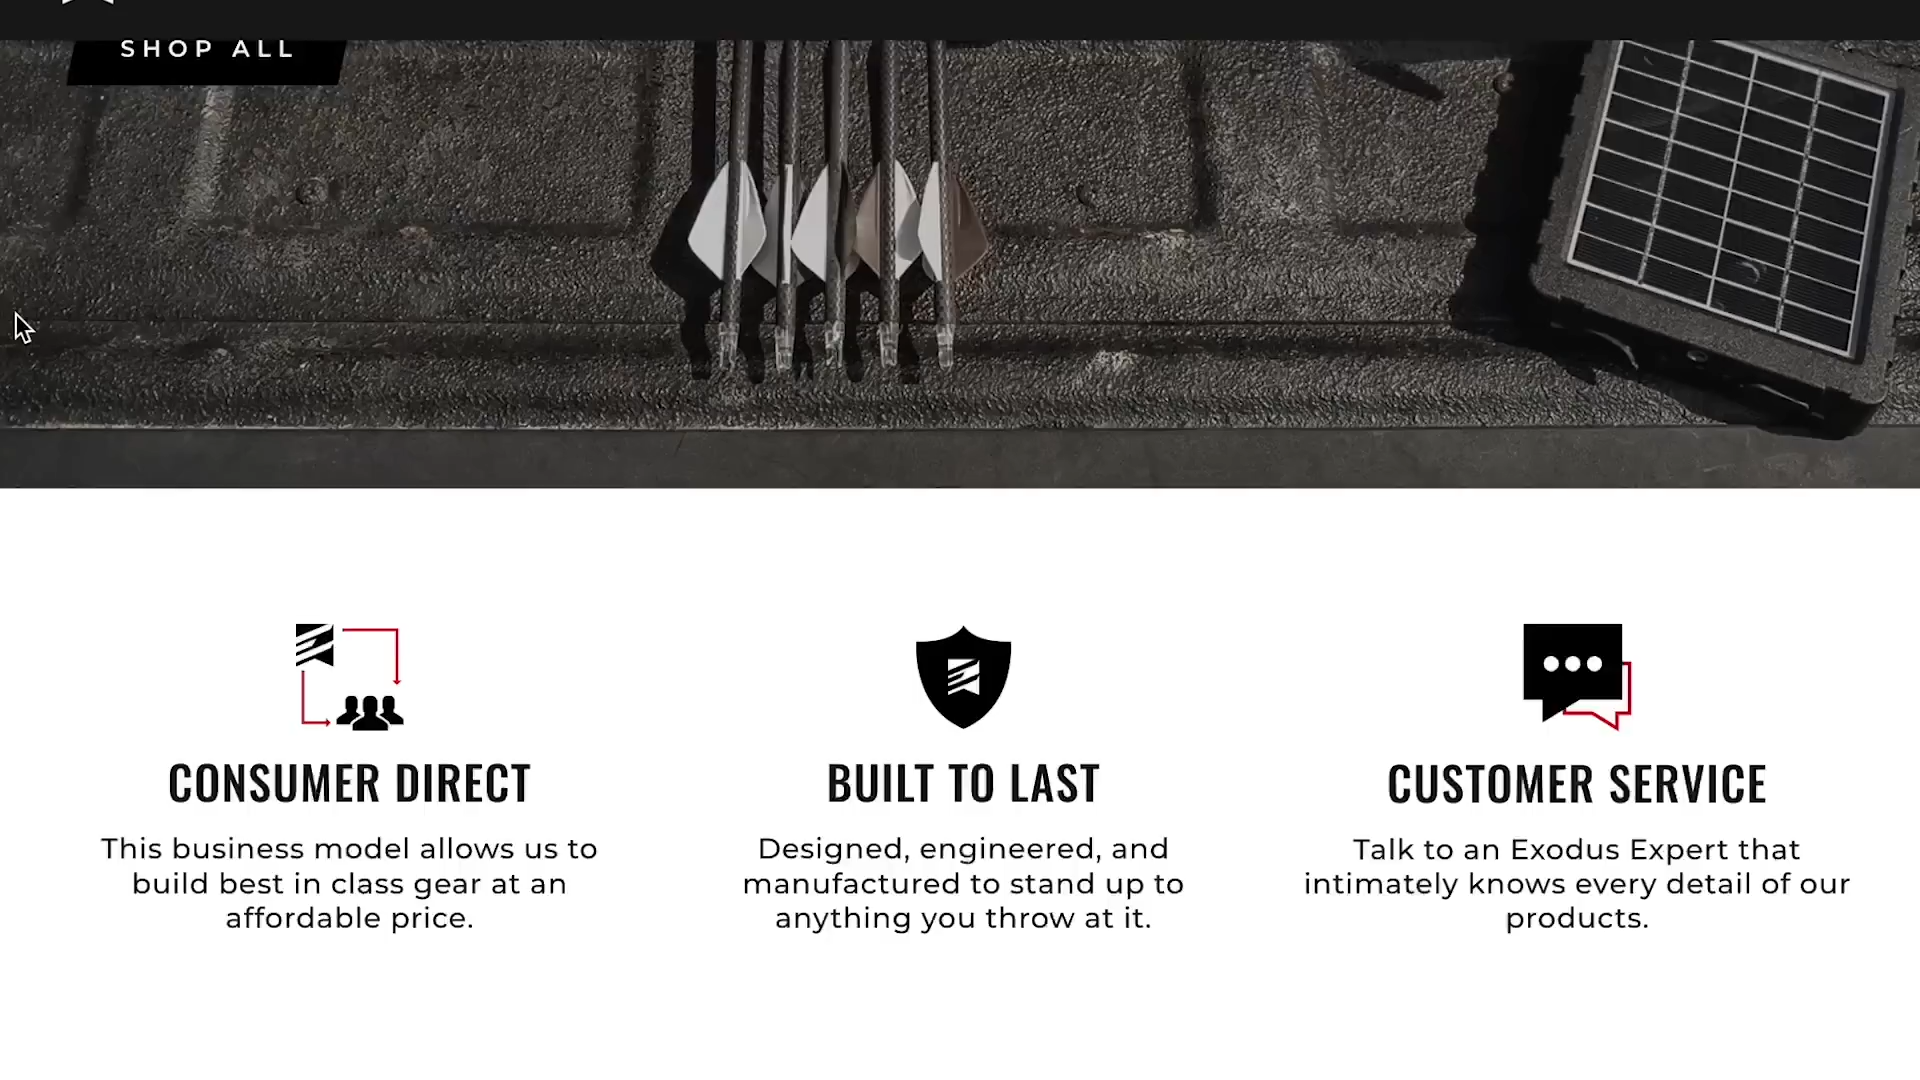 SHOP ALL
CONSUMER DIRECT
This business model allows us to
build best in class gear at an
affordable price.
BUILT TO LAST
Designed, engineered, and
manufactured to stand up to
anything you throw at it.
CUSTOMER SERVICE
Talk to an Exodus Expert that
intimately knows every detail of our
products.